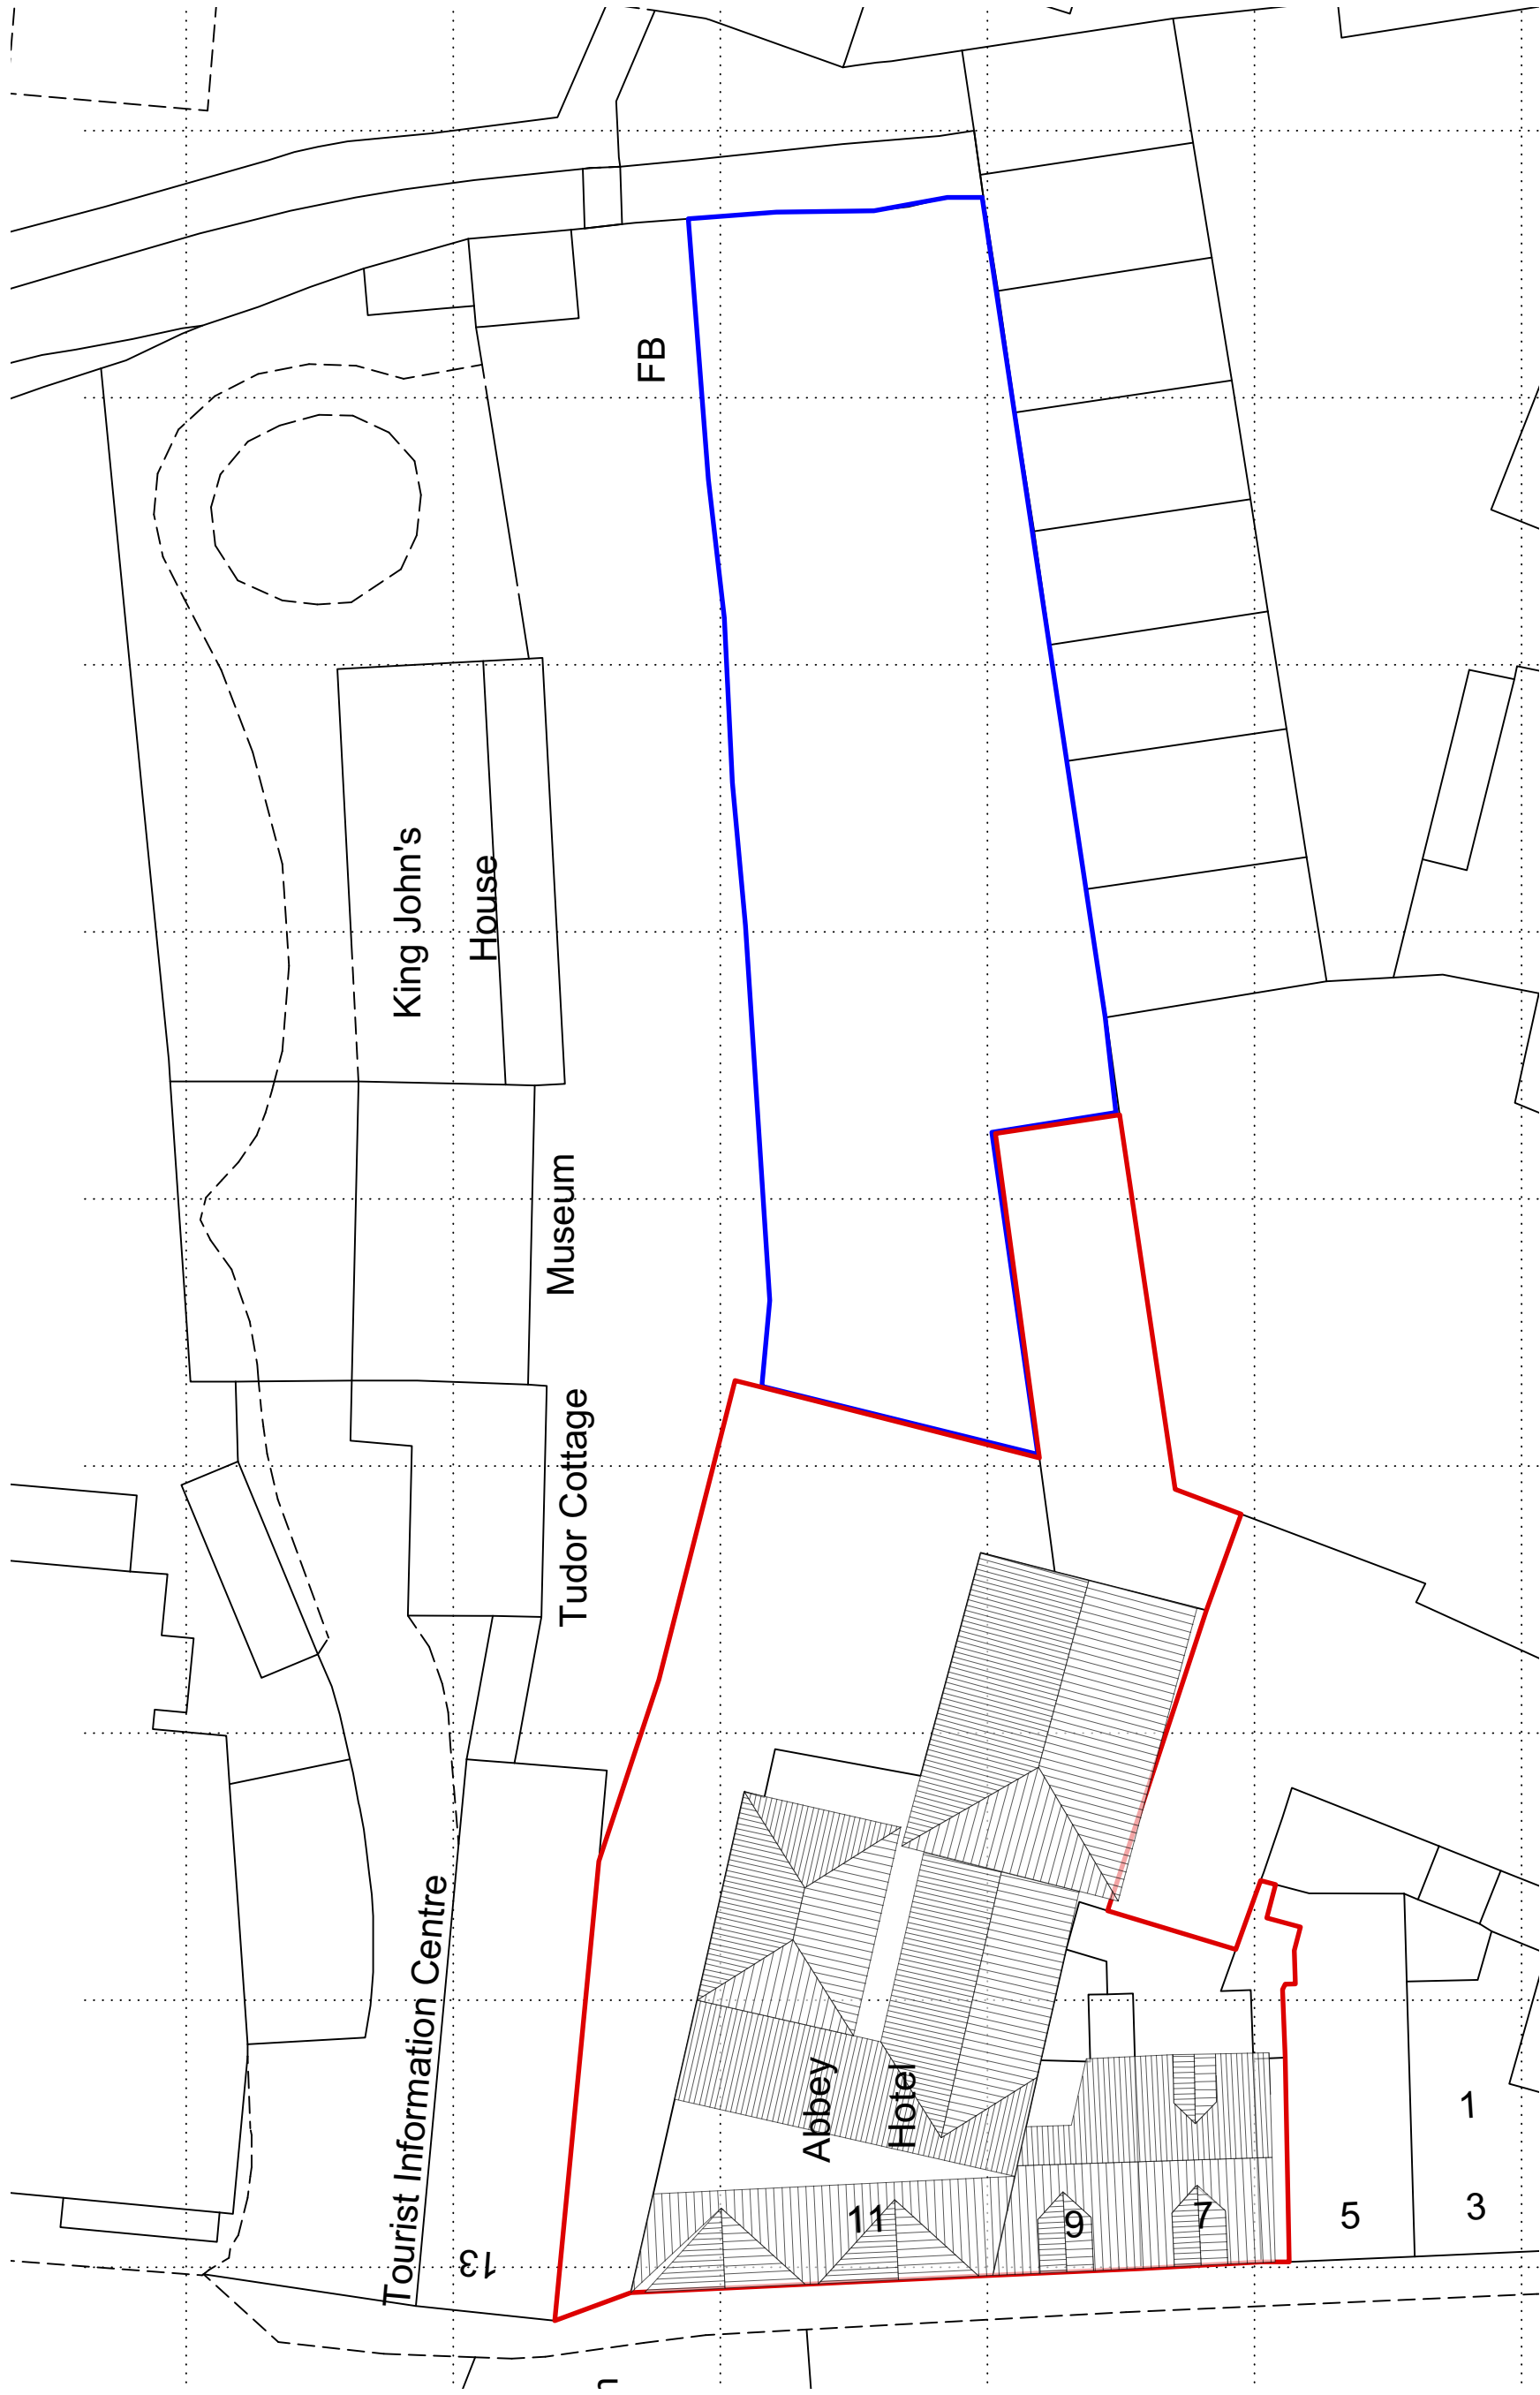 FB
King John's
House
Museum
Tudor Cottage
Tourist Information Centre
13
Abbey
Hotel
11
9
7
5
1
3